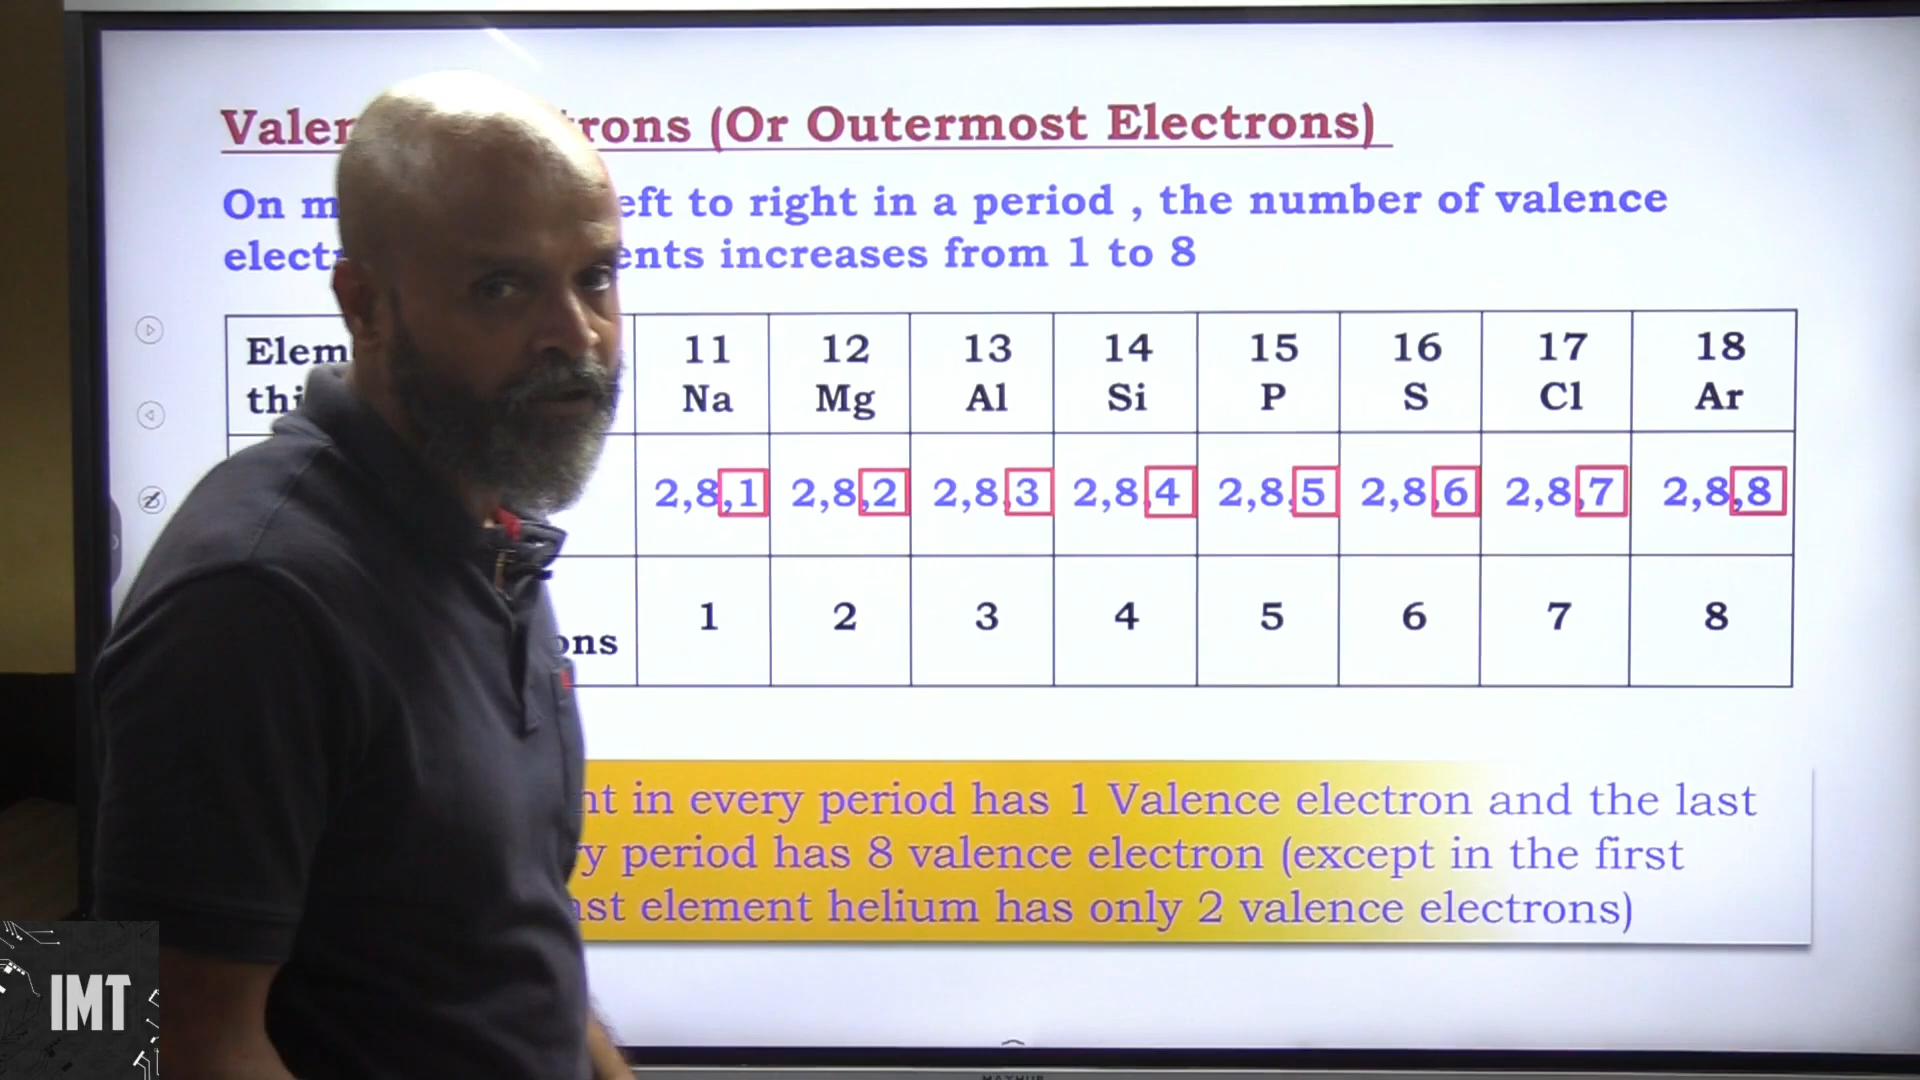 Valen rons (Or Outermost Electrons)
On m eft to right in a period , the number of valence
elect ents increases from 1 to 8
Elem 11 12 13 14 15 16 17 18
thi Na Mg Al Si P S Cl Ar
2,8,1 2,8,2 2,8,3 2,8,4 2,8,5 2,8,6 2,8,7 2,8,8
ons 1 2 3 4 5 6 7 8
nt in every period has 1 Valence electron and the last
y period has 8 valence electron (except in the first
st element helium has only 2 valence electrons)
IMT